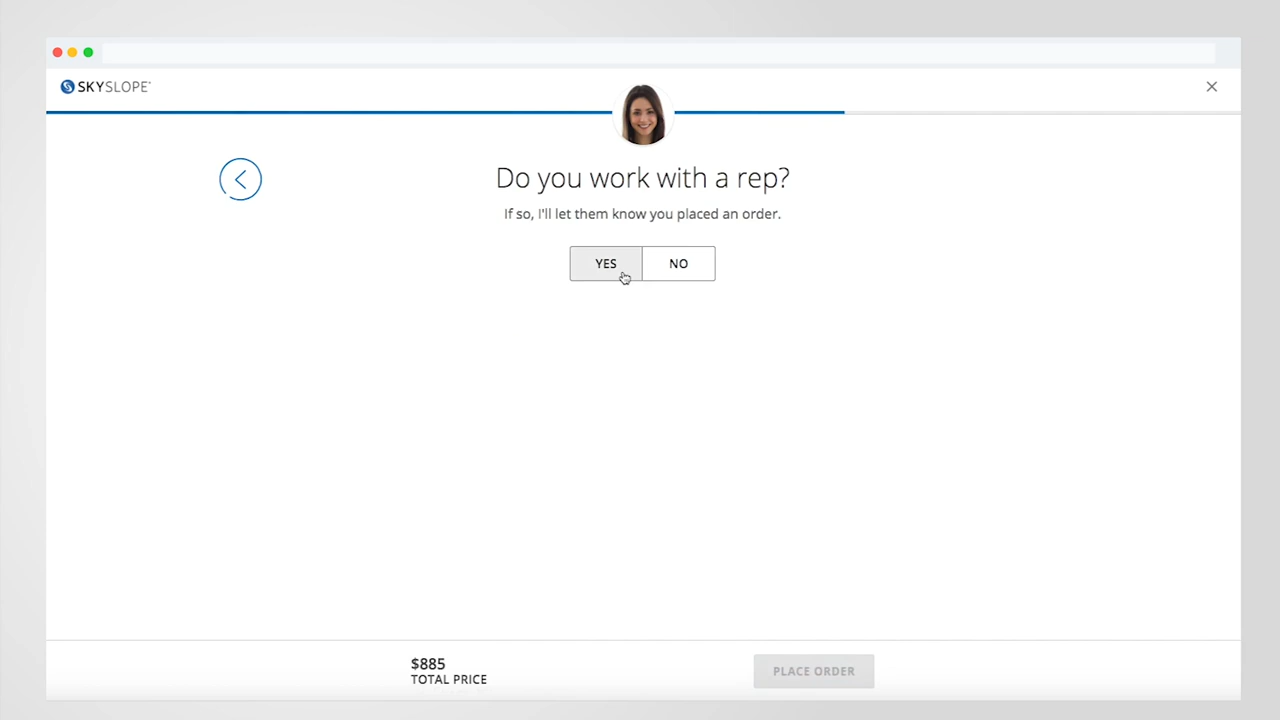 SKYSLOPE
Do you work with a rep?
If so, I'll let them know you placed an order.
YES NO
$885
TOTAL PRICE
PLACE ORDER